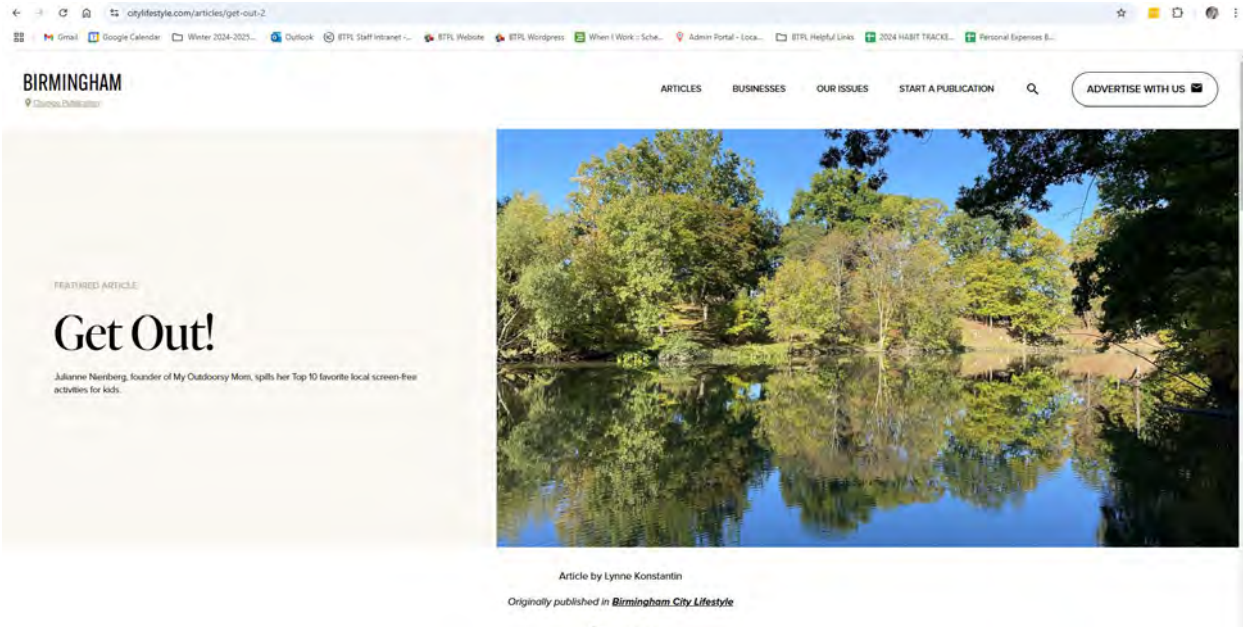 citylifestyle.com/articles/get-out-2
Gmail Google Calendar Winter 2024-2025... Outlook BTPL Staff Intranet -... BTPL Website BTPL Wordpress When I Work :: Sche... Admin Portal - Loca... BTPL Helpful Links 2024 HABIT TRACKE... Personal Expenses B...
BIRMINGHAM
Change Publication
ARTICLES BUSINESSES OUR ISSUES START A PUBLICATION ADVERTISE WITH US
FEATURED ARTICLE
Get Out!
Julianne Nienberg, founder of My Outdoorsy Mom, spills her Top 10 favorite local screen-free
activities for kids.
Article by Lynne Konstantin
Originally published in Birmingham City Lifestyle